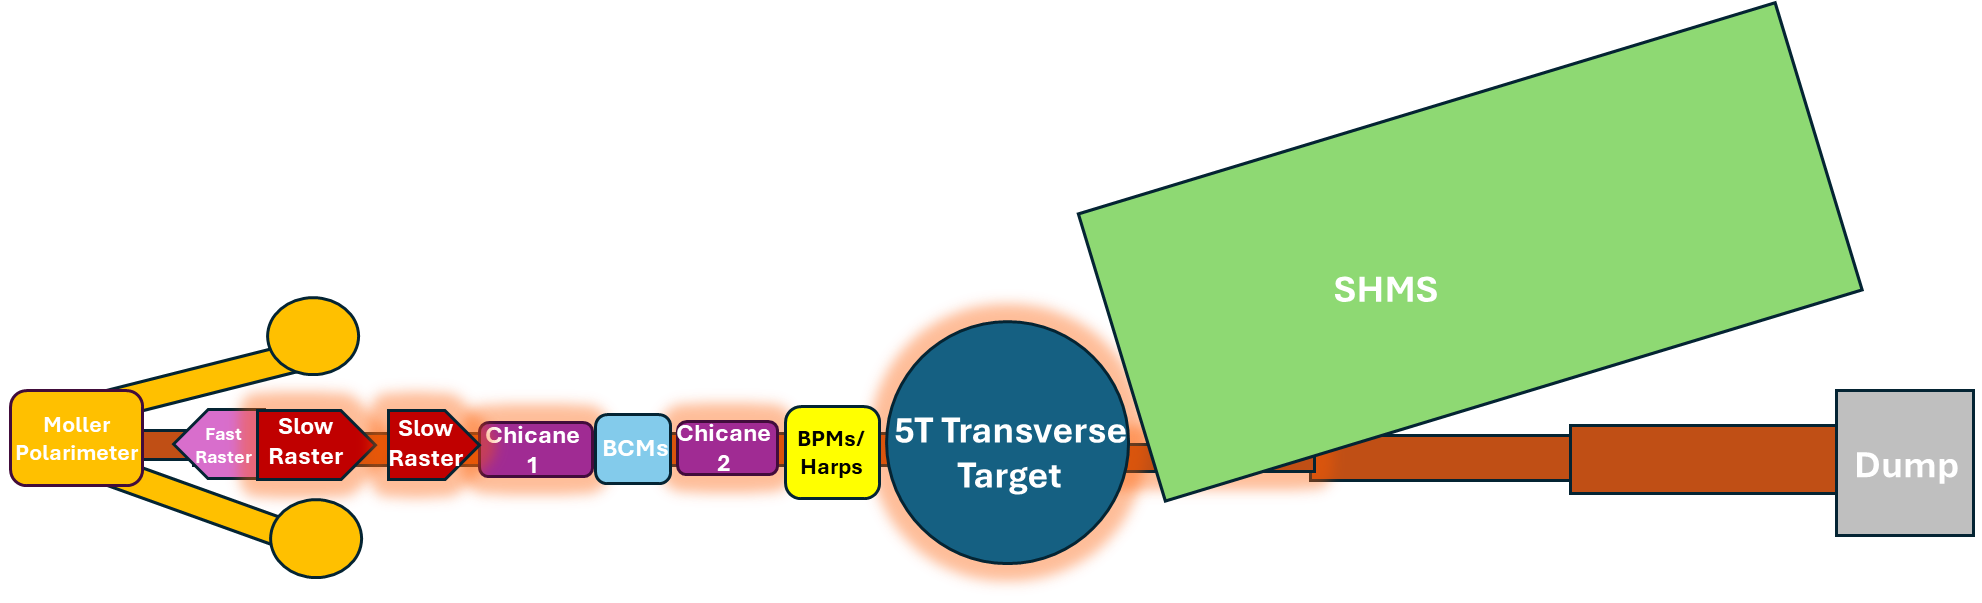 Moller
Polarimeter
Fast
Raster
Slow
Raster
Slow
Raster
Chicane
1
BCMs
Chicane
2
BPMs/
Harps
5T Transverse
Target
SHMS
Dump